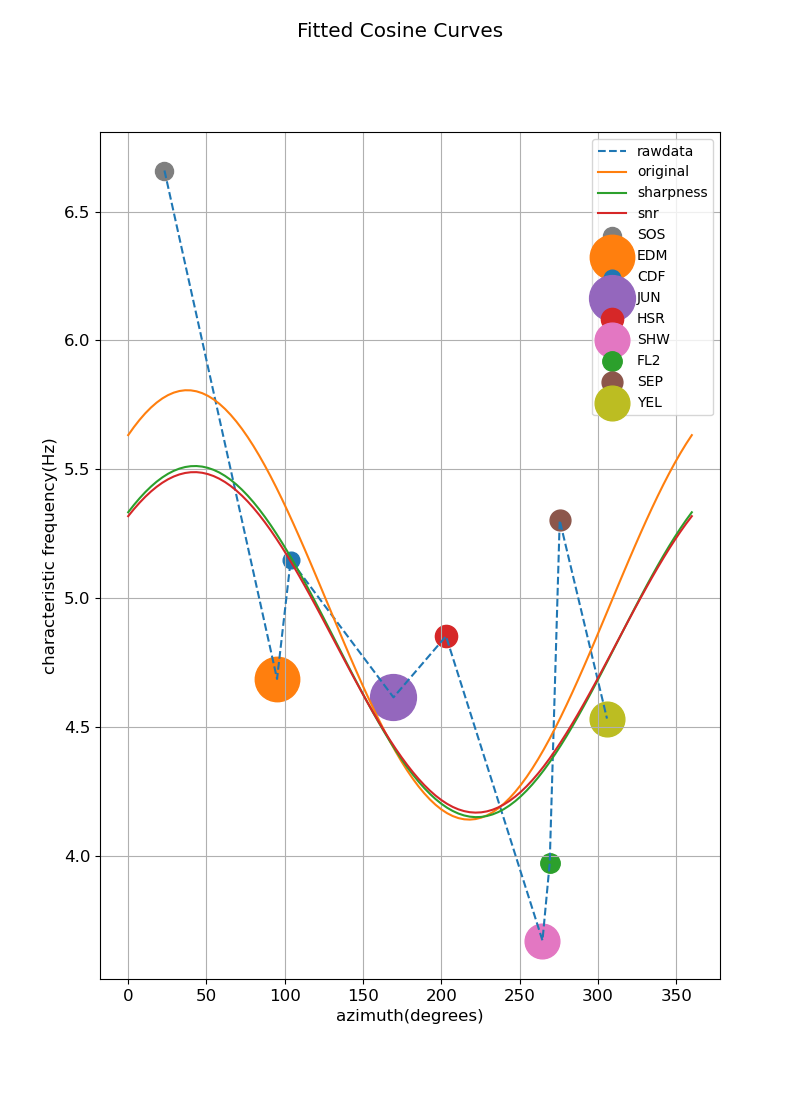 Fitted Cosine Curves
rawdata
original
sharpness
snr
SOS
EDM
CDF
JUN
HSR
SHW
FL2
SEP
YEL
6.5
6.0
5.5
5.0
4.5
4.0
characteristic frequency(Hz)
0 50 100 150 200 250 300 350
azimuth(degrees)